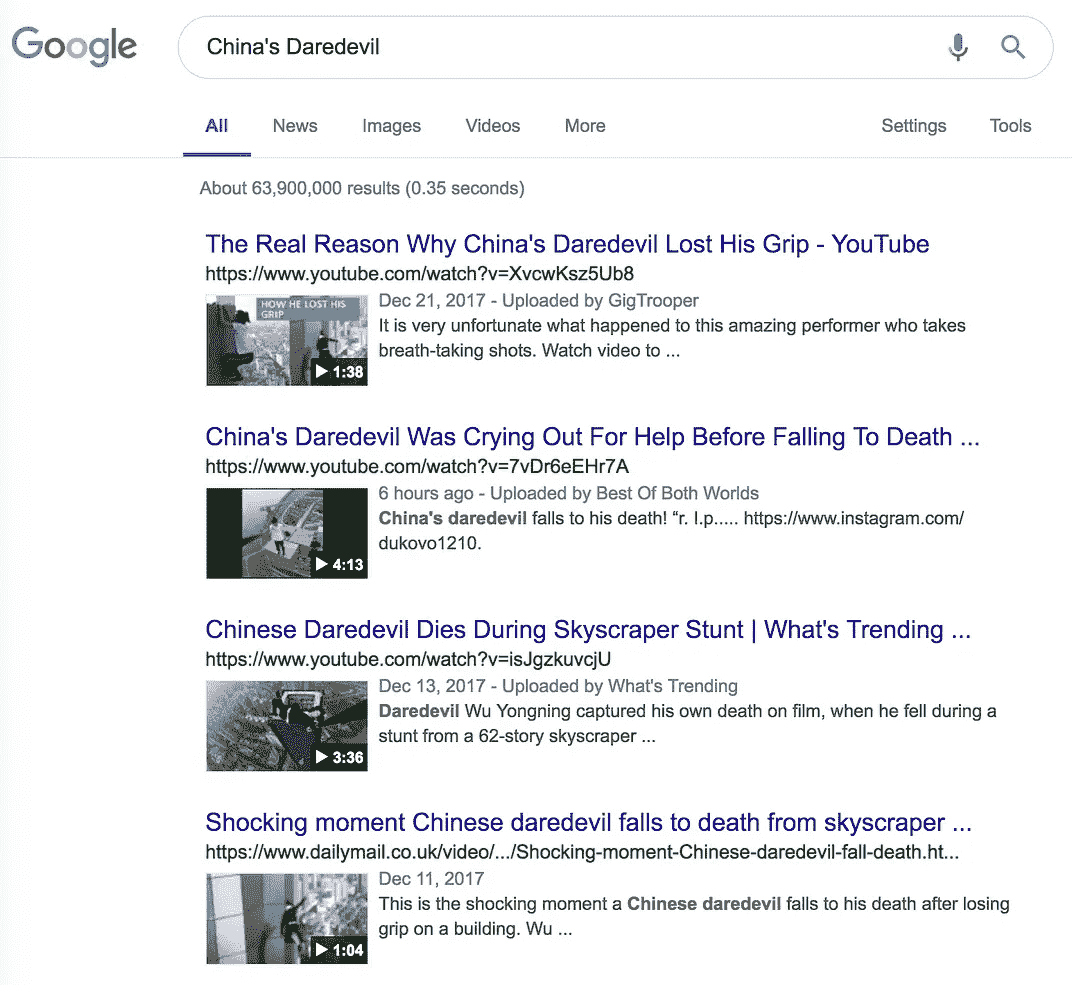 Google
China's Daredevil
All News Images Videos More Settings Tools
About 63,900,000 results (0.35 seconds)
The Real Reason Why China's Daredevil Lost His Grip - YouTube
https://www.youtube.com/watch?v=XvcwKsz5Ub8
HOW HE LOST HIS
GRIP
1:38
Dec 21, 2017 - Uploaded by GigTrooper
It is very unfortunate what happened to this amazing performer who takes
breath-taking shots. Watch video to ...
China's Daredevil Was Crying Out For Help Before Falling To Death ...
https://www.youtube.com/watch?v=7vDr6eEHr7A
4:13
6 hours ago - Uploaded by Best Of Both Worlds
China's daredevil falls to his death! “r. I.p..... https://www.instagram.com/
dukovo1210.
Chinese Daredevil Dies During Skyscraper Stunt | What's Trending ...
https://www.youtube.com/watch?v=isJgzkuvcjU
3:36
Dec 13, 2017 - Uploaded by What's Trending
Daredevil Wu Yongning captured his own death on film, when he fell during a
stunt from a 62-story skyscraper ...
Shocking moment Chinese daredevil falls to death from skyscraper ...
https://www.dailymail.co.uk/video/.../Shocking-moment-Chinese-daredevil-fall-death.ht...
1:04
Dec 11, 2017
This is the shocking moment a Chinese daredevil falls to his death after losing
grip on a building. Wu ...